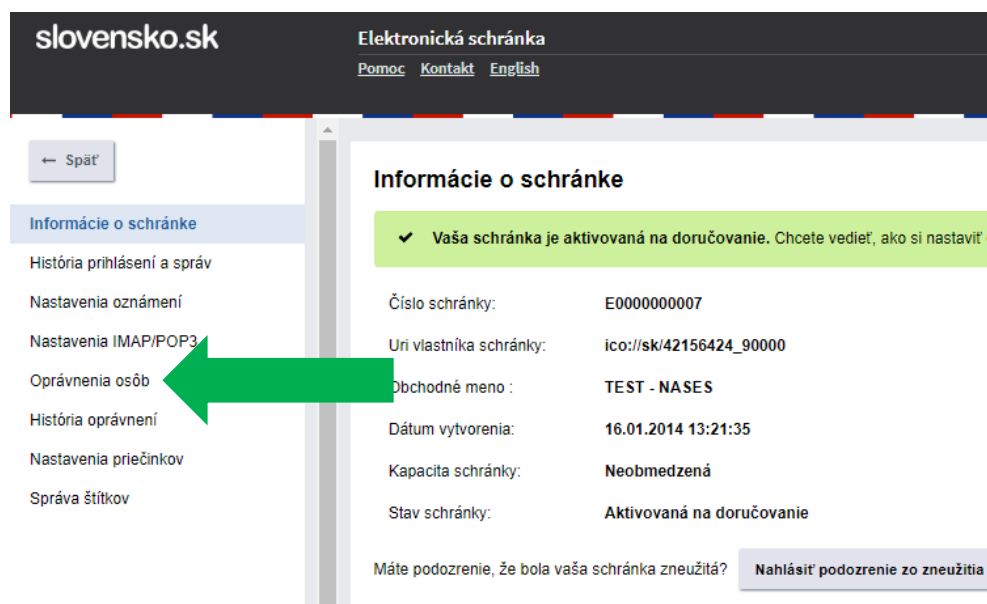 slovensko.sk
Elektronická schránka
Pomoc Kontakt English
← Späť
Informácie o schránke
História prihlásení a správ
Nastavenia oznámení
Nastavenia IMAP/POP3
Oprávnenia osôb
História oprávnení
Nastavenia priečinkov
Správa štítkov
Informácie o schránke
✔ Vaša schránka je aktivovaná na doručovanie. Chcete vedieť, ako si nastaviť
Číslo schránky: E0000000007
Uri vlastníka schránky: ico://sk/42156424_90000
Obchodné meno : TEST - NASES
Dátum vytvorenia: 16.01.2014 13:21:35
Kapacita schránky: Neobmedzená
Stav schránky: Aktivovaná na doručovanie
Máte podozrenie, že bola vaša schránka zneužitá? Nahlásiť podozrenie zo zneužitia